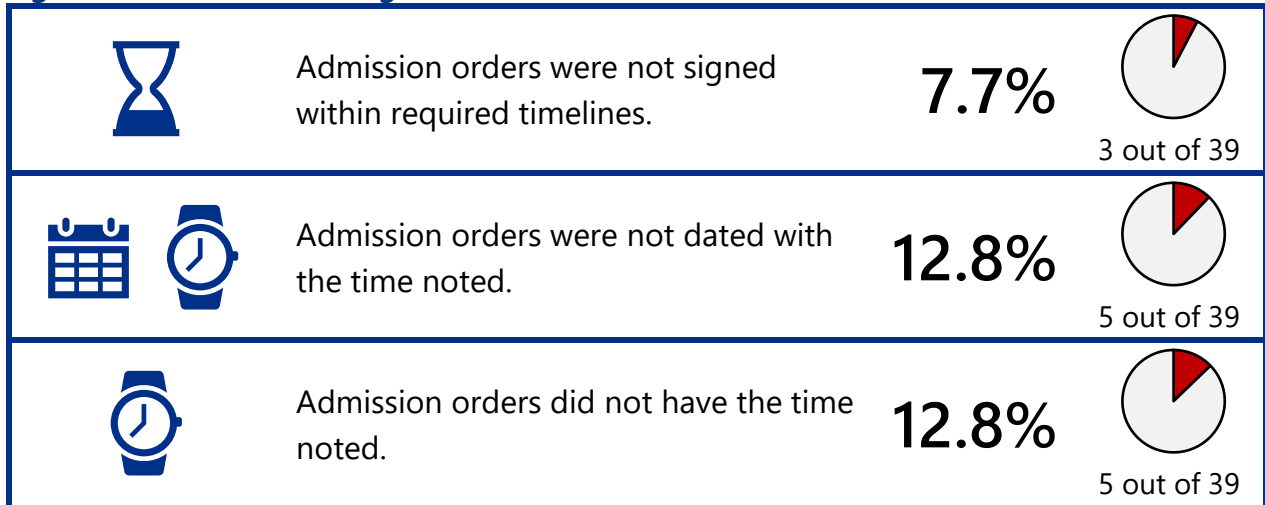 Admission orders were not signed
within required timelines.
7.7%
3 out of 39
Admission orders were not dated with
the time noted.
12.8%
5 out of 39
Admission orders did not have the time
noted.
12.8%
5 out of 39